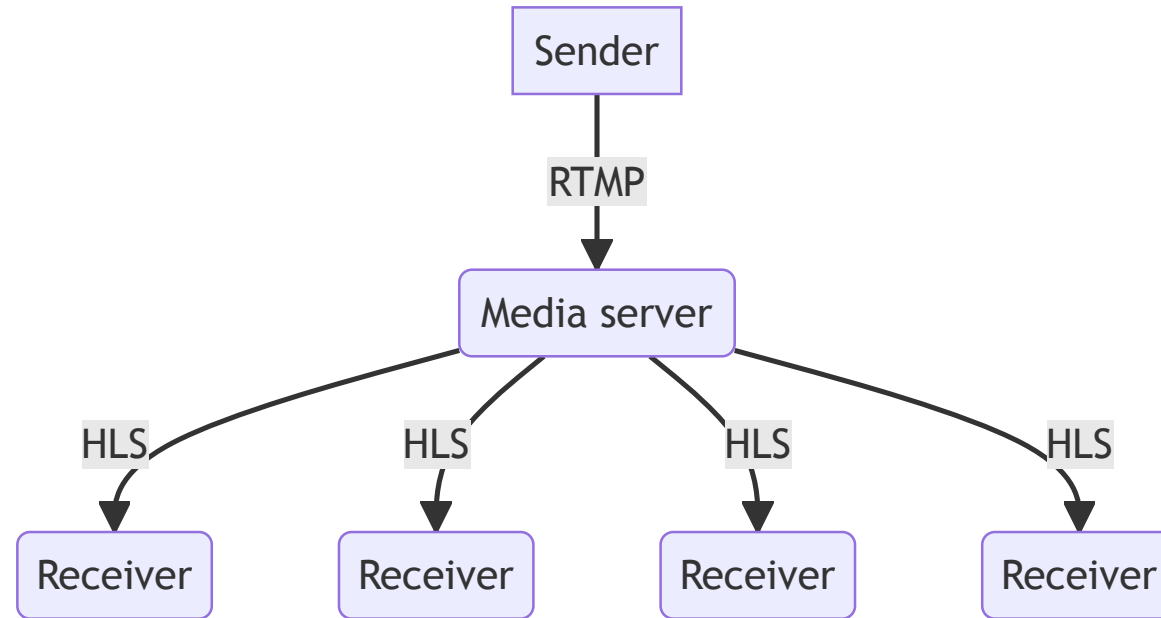 Sender
RTMP
Media server
HLS
HLS
HLS
HLS
Receiver
Receiver
Receiver
Receiver